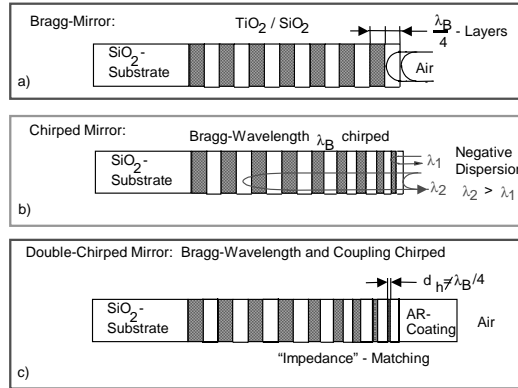 Bragg-Mirror: TiO2 / SiO2
λB/4 - Layers
SiO2-
Substrate
Air
a)
Chirped Mirror: Bragg-Wavelength λB chirped
SiO2-
Substrate
λ1
λ2
Negative
Dispersion
λ2 > λ1
b)
Double-Chirped Mirror: Bragg-Wavelength and Coupling Chirped
dh ≠ λB/4
SiO2-
Substrate
AR-
Coating
Air
"Impedance" - Matching
c)